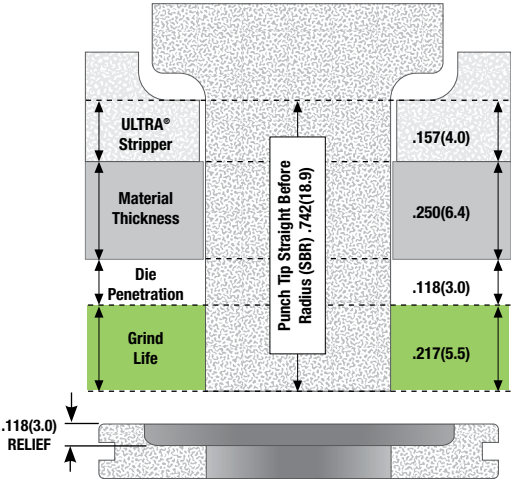 ULTRA®
Stripper
.157(4.0)
Material
Thickness
.250(6.4)
Punch Tip Straight Before
Radius (SBR) .742(18.9)
Die
Penetration
.118(3.0)
Grind
Life
.217(5.5)
.118(3.0)
RELIEF